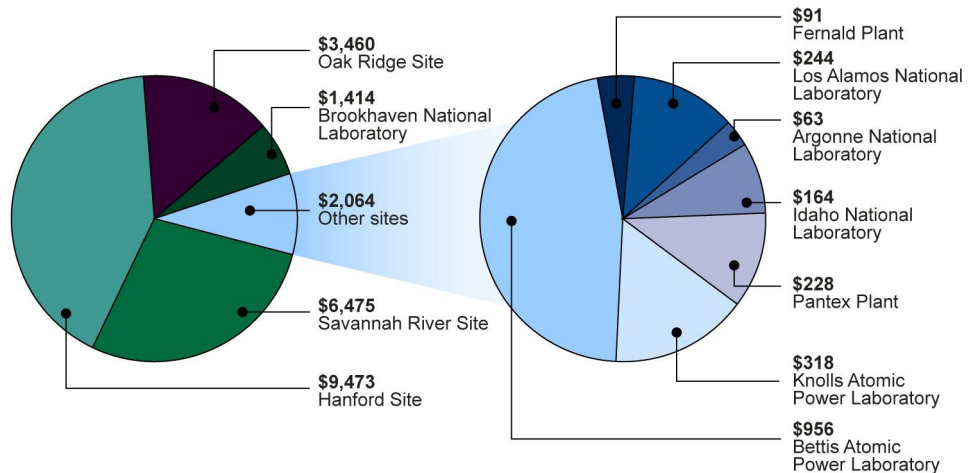 $3,460
Oak Ridge Site
$1,414
Brookhaven National
Laboratory
$2,064
Other sites
$6,475
Savannah River Site
$9,473
Hanford Site
$91
Fernald Plant
$244
Los Alamos National
Laboratory
$63
Argonne National
Laboratory
$164
Idaho National
Laboratory
$228
Pantex Plant
$318
Knolls Atomic
Power Laboratory
$956
Bettis Atomic
Power Laboratory